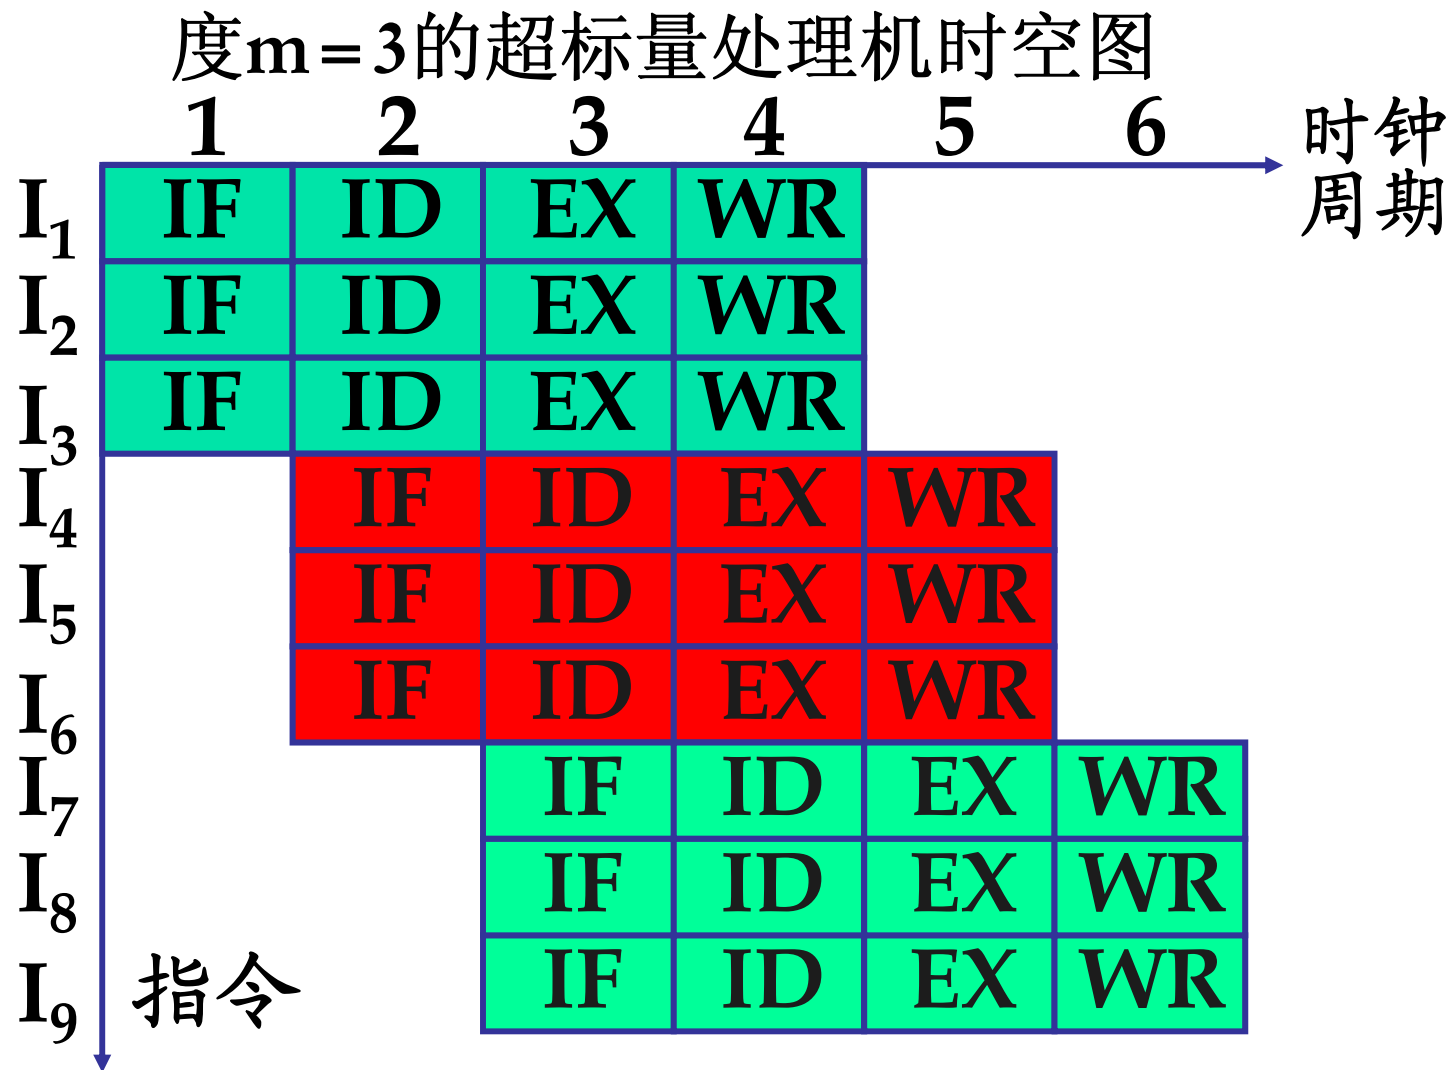 度m=3的超标量处理机时空图
1 2 3 4 5 6 时钟周期
I1 IF ID EX WR
I2 IF ID EX WR
I3 IF ID EX WR
I4 IF ID EX WR
I5 IF ID EX WR
I6 IF ID EX WR
I7 IF ID EX WR
I8 IF ID EX WR
I9 IF ID EX WR
指令